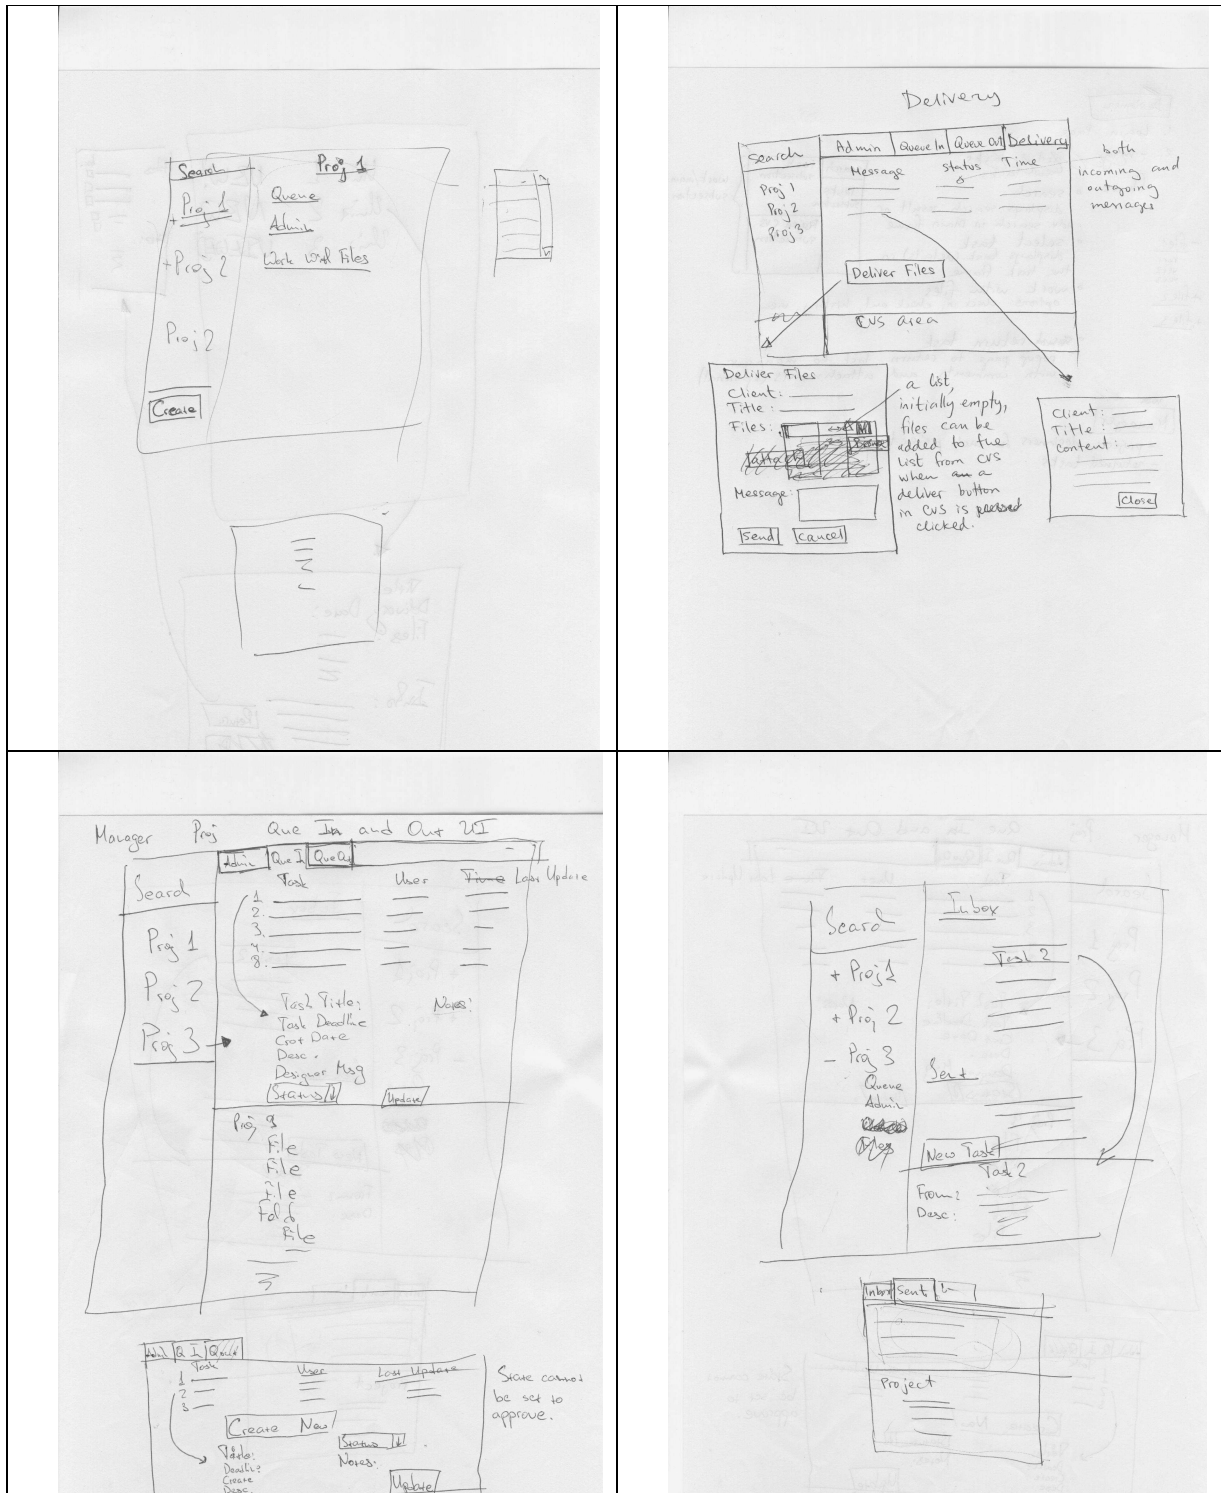 Search
Proj 1
Proj 1
+Proj 2
Proj 2
Create
Queue
Admin
Work with Files
Delivery
Search
Admin
Queue In
Queue Out
Delivery
Message
Status
Time
Proj 1
Proj 2
Proj 3
both
incoming and
outgoing
messages
Deliver Files
CVS area
Deliver Files
Client:
Title:
Files:
Message:
Send
Cancel
a list,
initially empty,
files can be
added to the
list from CVS
when a
deliver button
in CVS is
clicked.
Client:
Title:
content:
Close
Manager Proj Que In and Out UI
Admin
Que In
Que Out
Search
Task
User
Time Last Update
1.
2.
3.
4.
8.
Proj 1
Proj 2
Proj 3
Task Title:
Notes:
Task Deadline
Desc.
Designer Msg
Status
Update
File
File
File
File
Q In
Task
User
Last Update
1
2
3
Create New
Status
Title:
Notes:
Update
State cannot
be set to
approve.
Search
Inbox
+ Proj 1
+ Proj 2
- Proj 3
Queue
Admin
Task 2
Sent
New Task
Task 2
From:
Desc:
Inbox
Sent
Project